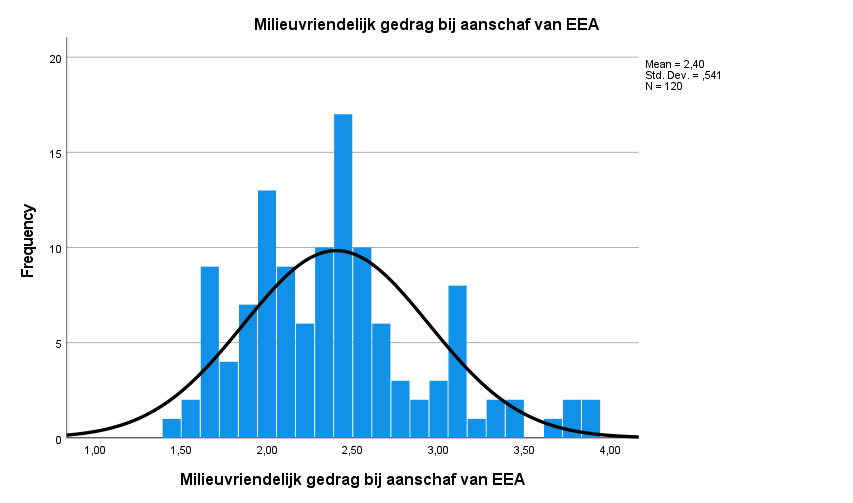 Milieuvriendelijk gedrag bij aanschaf van EEA
Mean = 2,40
Std. Dev. = ,541
N = 120
Frequency
20
15
10
5
0
1,00 1,50 2,00 2,50 3,00 3,50 4,00
Milieuvriendelijk gedrag bij aanschaf van EEA